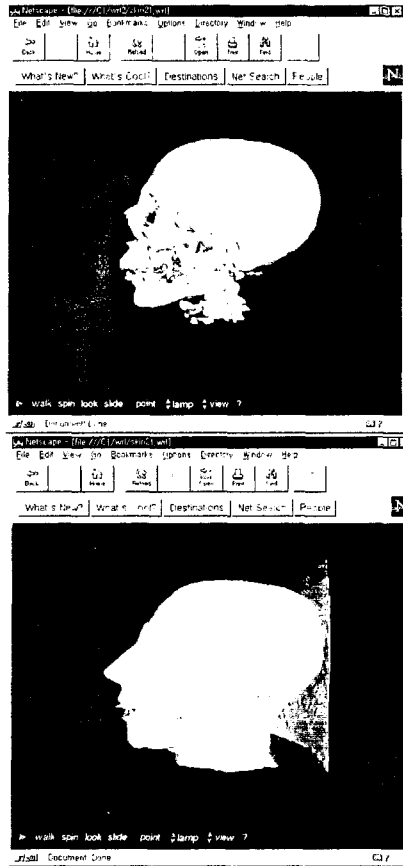 Netscape - [file:///C|/wrl2/skin21.wrl]
File Edit View Go Bookmarks Options Directory Window Help
Back Home Reload Open Print Find
What's New? What's Cool? Destinations Net Search People
N
walk spin look slide point lamp view ?
Document Done
Netscape - [file:///C|/wrl/skin21.wrl]
File Edit View Go Bookmarks Options Directory Window Help
Back Home Reload Open Print Find
What's New? What's Cool? Destinations Net Search People
N
walk spin look slide point lamp view ?
Document Done